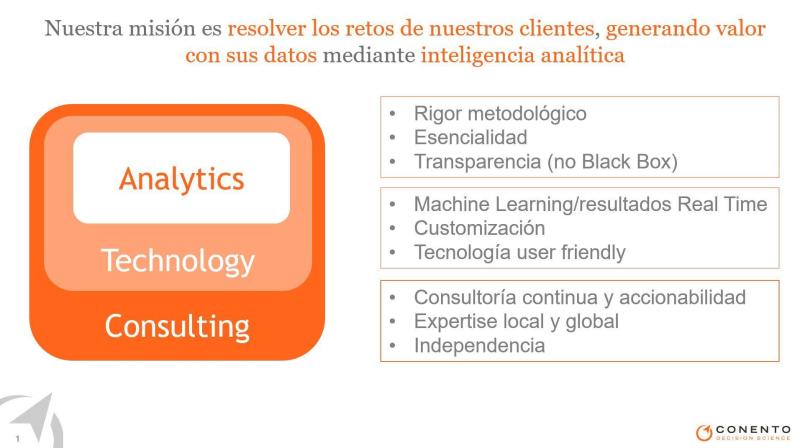 Nuestra misión es resolver los retos de nuestros clientes, generando valor
con sus datos mediante inteligencia analítica
Analytics
Technology
Consulting
• Rigor metodológico
• Esencialidad
• Transparencia (no Black Box)
• Machine Learning/resultados Real Time
• Customización
• Tecnología user friendly
• Consultoría continua y accionabilidad
• Expertise local y global
• Independencia
1
CONENTO
DECISION SCIENCE